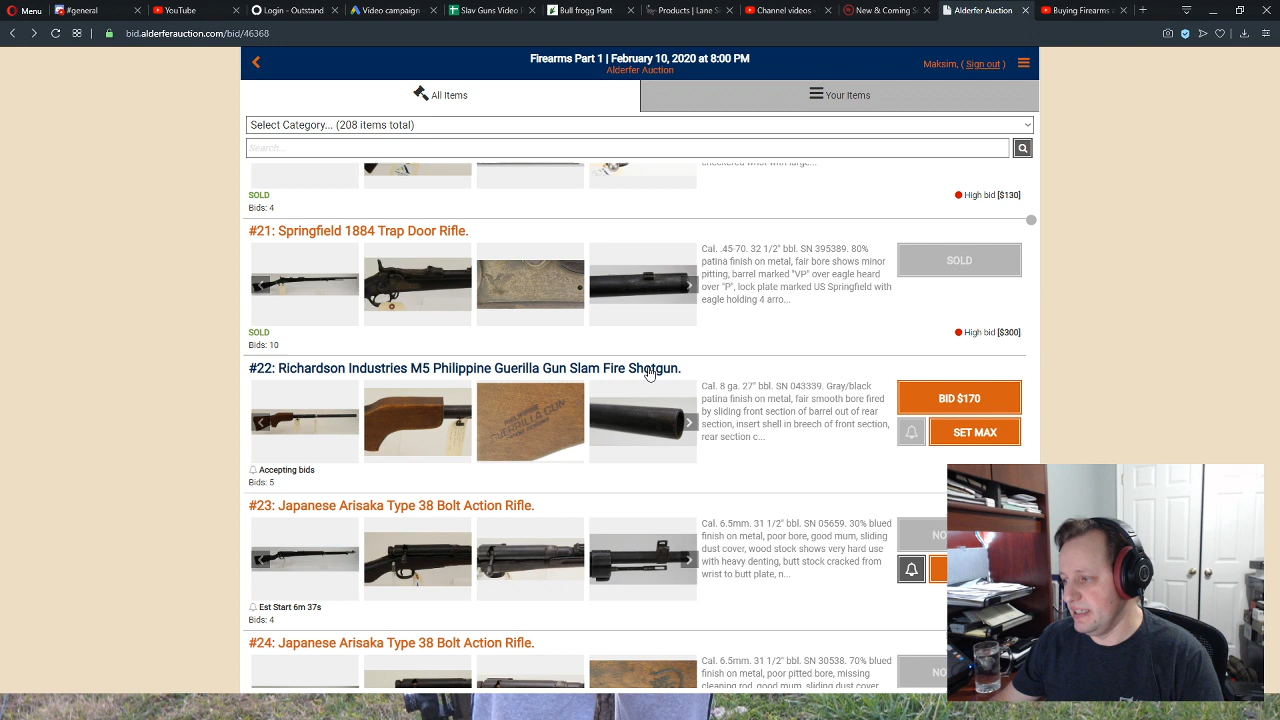 Menu
#general
YouTube
Login - Outstand
Video campaign
Slav Guns Video I
Bull frogg Pant
Products | Lane S
Channel videos -
New & Coming S
Alderfer Auction
Buying Firearms
bid.alderferauction.com/bid/46368
Firearms Part 1 | February 10, 2020 at 8:00 PM
Alderfer Auction
Maksim, ( Sign out )
All Items
Your Items
Select Category... (208 items total)
Search...
SOLD
Bids: 4
High bid [$130]
#21: Springfield 1884 Trap Door Rifle.
Cal. .45-70. 32 1/2" bbl. SN 395389. 80%
patina finish on metal, fair bore shows minor
pitting, barrel marked "VP" over eagle heard
over "P", lock plate marked US Springfield with
eagle holding 4 arro...
SOLD
SOLD
Bids: 10
High bid [$300]
#22: Richardson Industries M5 Philippine Guerilla Gun Slam Fire Shotgun.
GUERILLA GUN
Cal. 8 ga. 27" bbl. SN 043339. Gray/black
patina finish on metal, fair smooth bore fired
by sliding front section of barrel out of rear
section, insert shell in breech of front section,
rear section c...
BID $170
SET MAX
Accepting bids
Bids: 5
#23: Japanese Arisaka Type 38 Bolt Action Rifle.
Cal. 6.5mm. 31 1/2" bbl. SN 05659. 30% blued
finish on metal, poor bore, good mum, sliding
dust cover, wood stock shows very hard use
with heavy denting, butt stock cracked from
wrist to butt plate, n...
NO
Est Start 6m 37s
Bids: 4
#24: Japanese Arisaka Type 38 Bolt Action Rifle.
Cal. 6.5mm. 31 1/2" bbl. SN 30538. 70% blued
finish on metal, poor pitted bore, missing
cleaning rod, good mum, sliding dust cover
NO